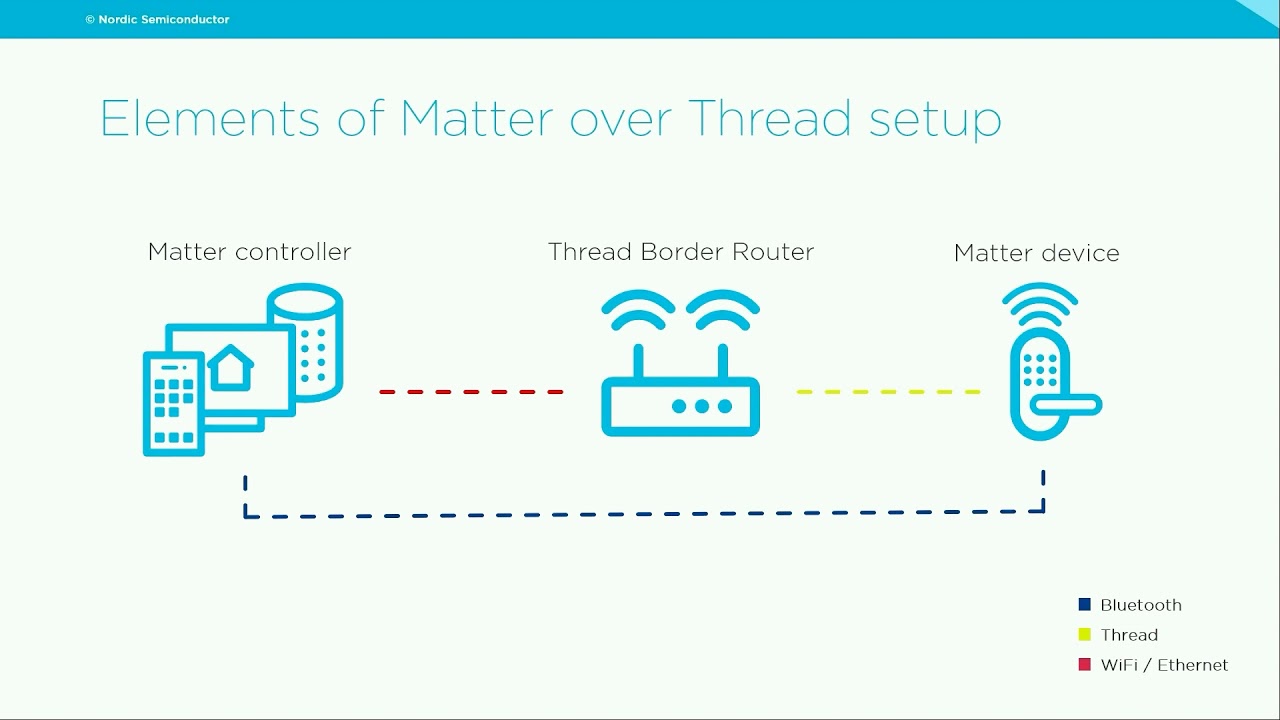 © Nordic Semiconductor
Elements of Matter over Thread setup
Matter controller
Thread Border Router
Matter device
Bluetooth
Thread
WiFi / Ethernet